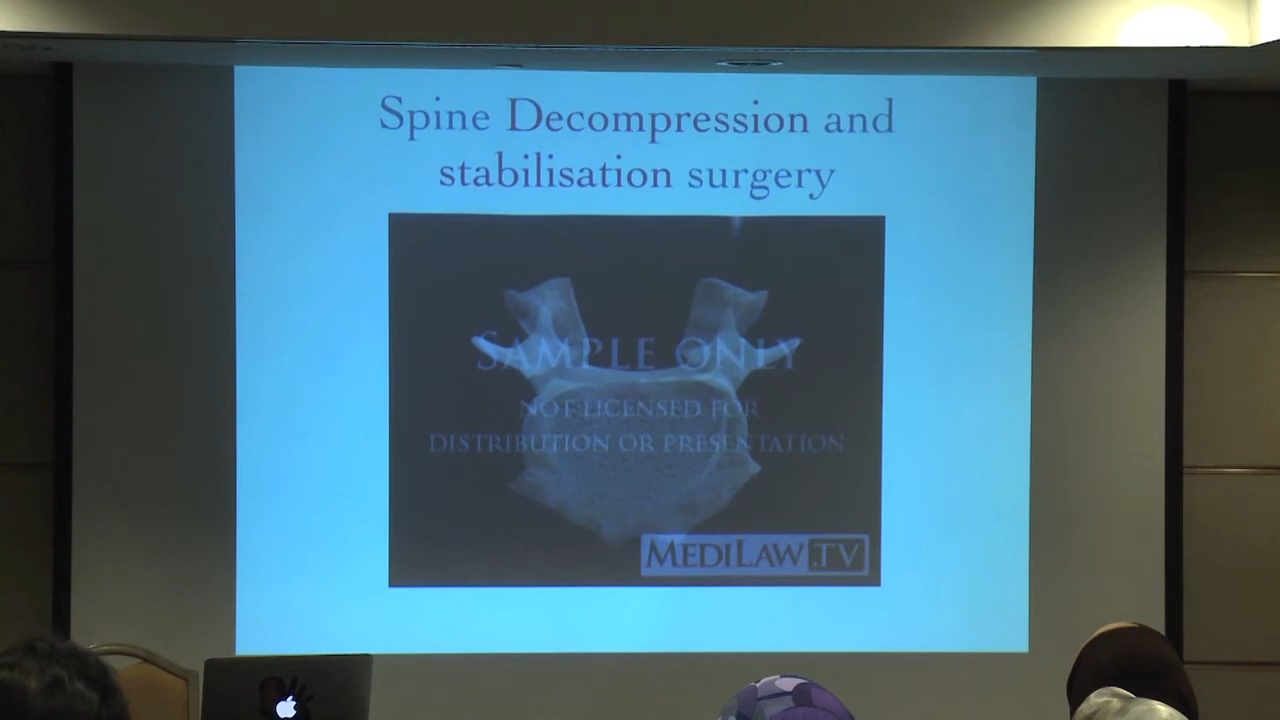 Spine Decompression and
stabilisation surgery
SAMPLE ONLY
NOT LICENSED FOR
DISTRIBUTION OR PRESENTATION
MEDILAW.TV